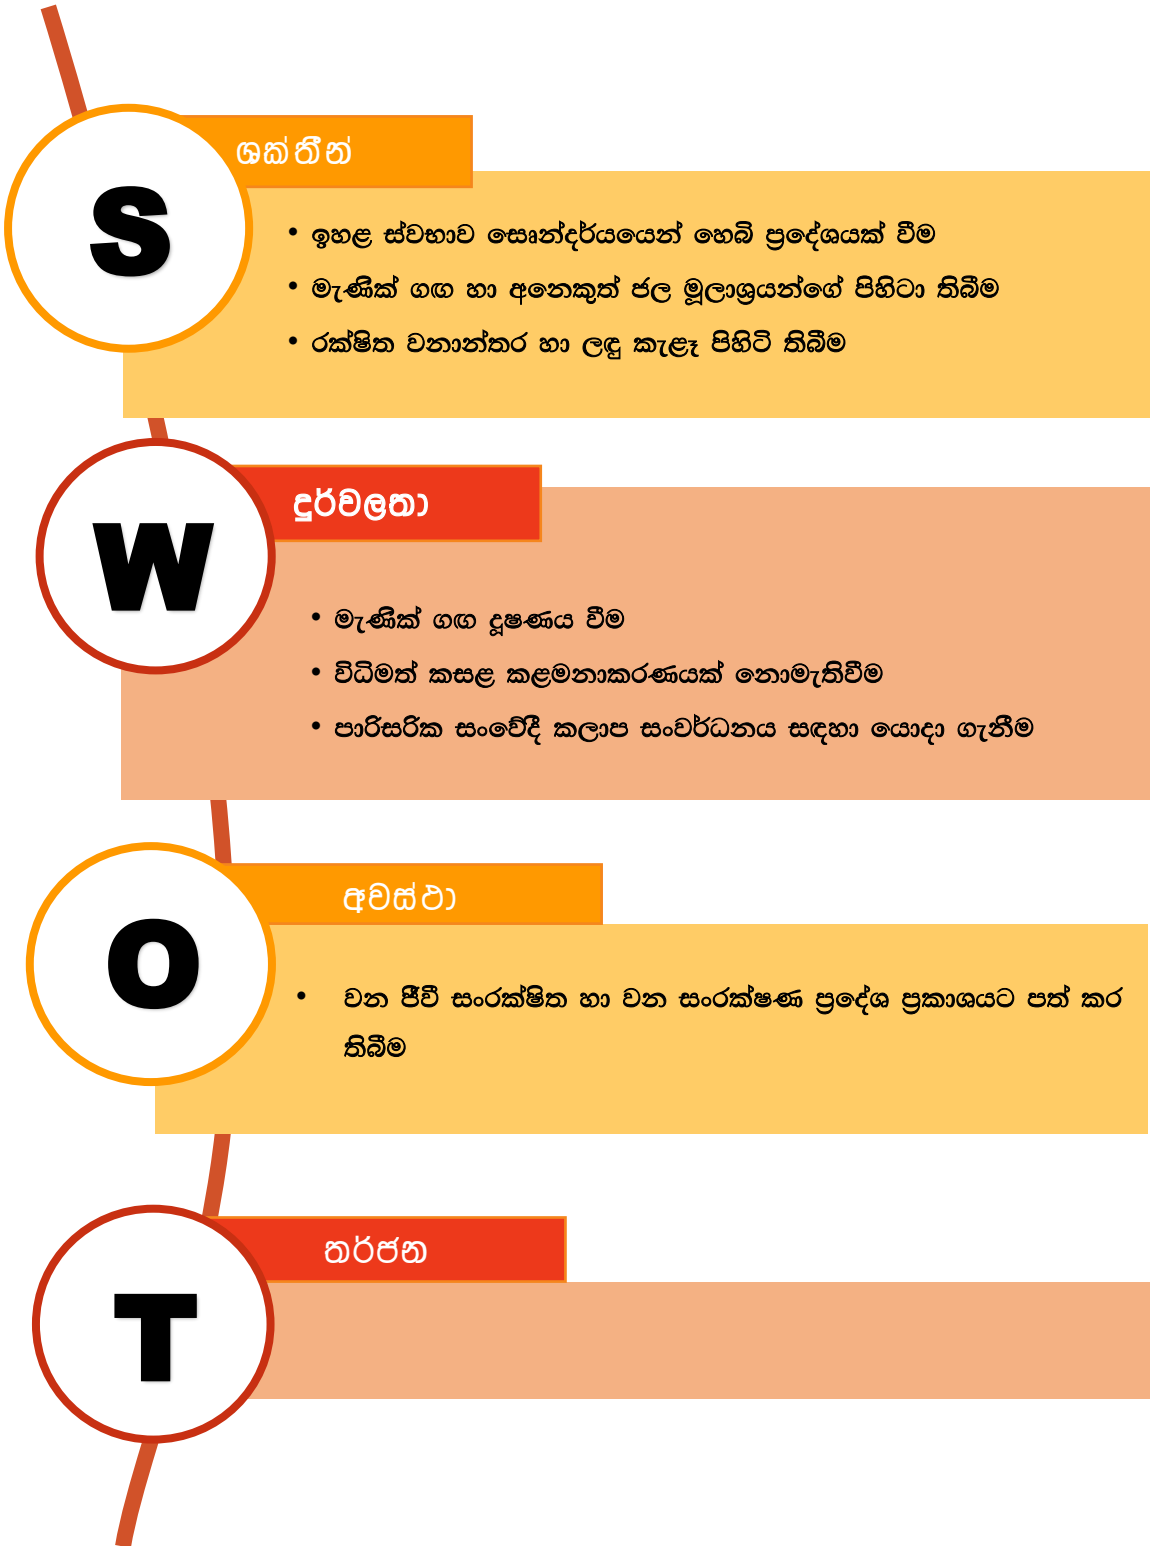 S
ශක්තීන්
• ඉහළ ස්වභාව සෞන්දර්යයෙන් හෙබි ප්‍රදේශයක් වීම
• මැණික් ගඟ හා අනෙකුත් ජල මූලාශ්‍රයන්ගේ පිහිටා තිබීම
• රක්ෂිත වනාන්තර හා ලඳු කැළෑ පිහිටි තිබීම
W
දුර්වලතා
• මැණික් ගඟ දූෂණය වීම
• විධිමත් කසළ කළමනාකරණයක් නොමැතිවීම
• පාරිසරික සංවේදී කලාප සංවර්ධනය සඳහා යොදා ගැනීම
O
අවස්ථා
• වන ජීවී සංරක්ෂිත හා වන සංරක්ෂණ ප්‍රදේශ ප්‍රකාශයට පත් කර
තිබීම
T
තර්ජන